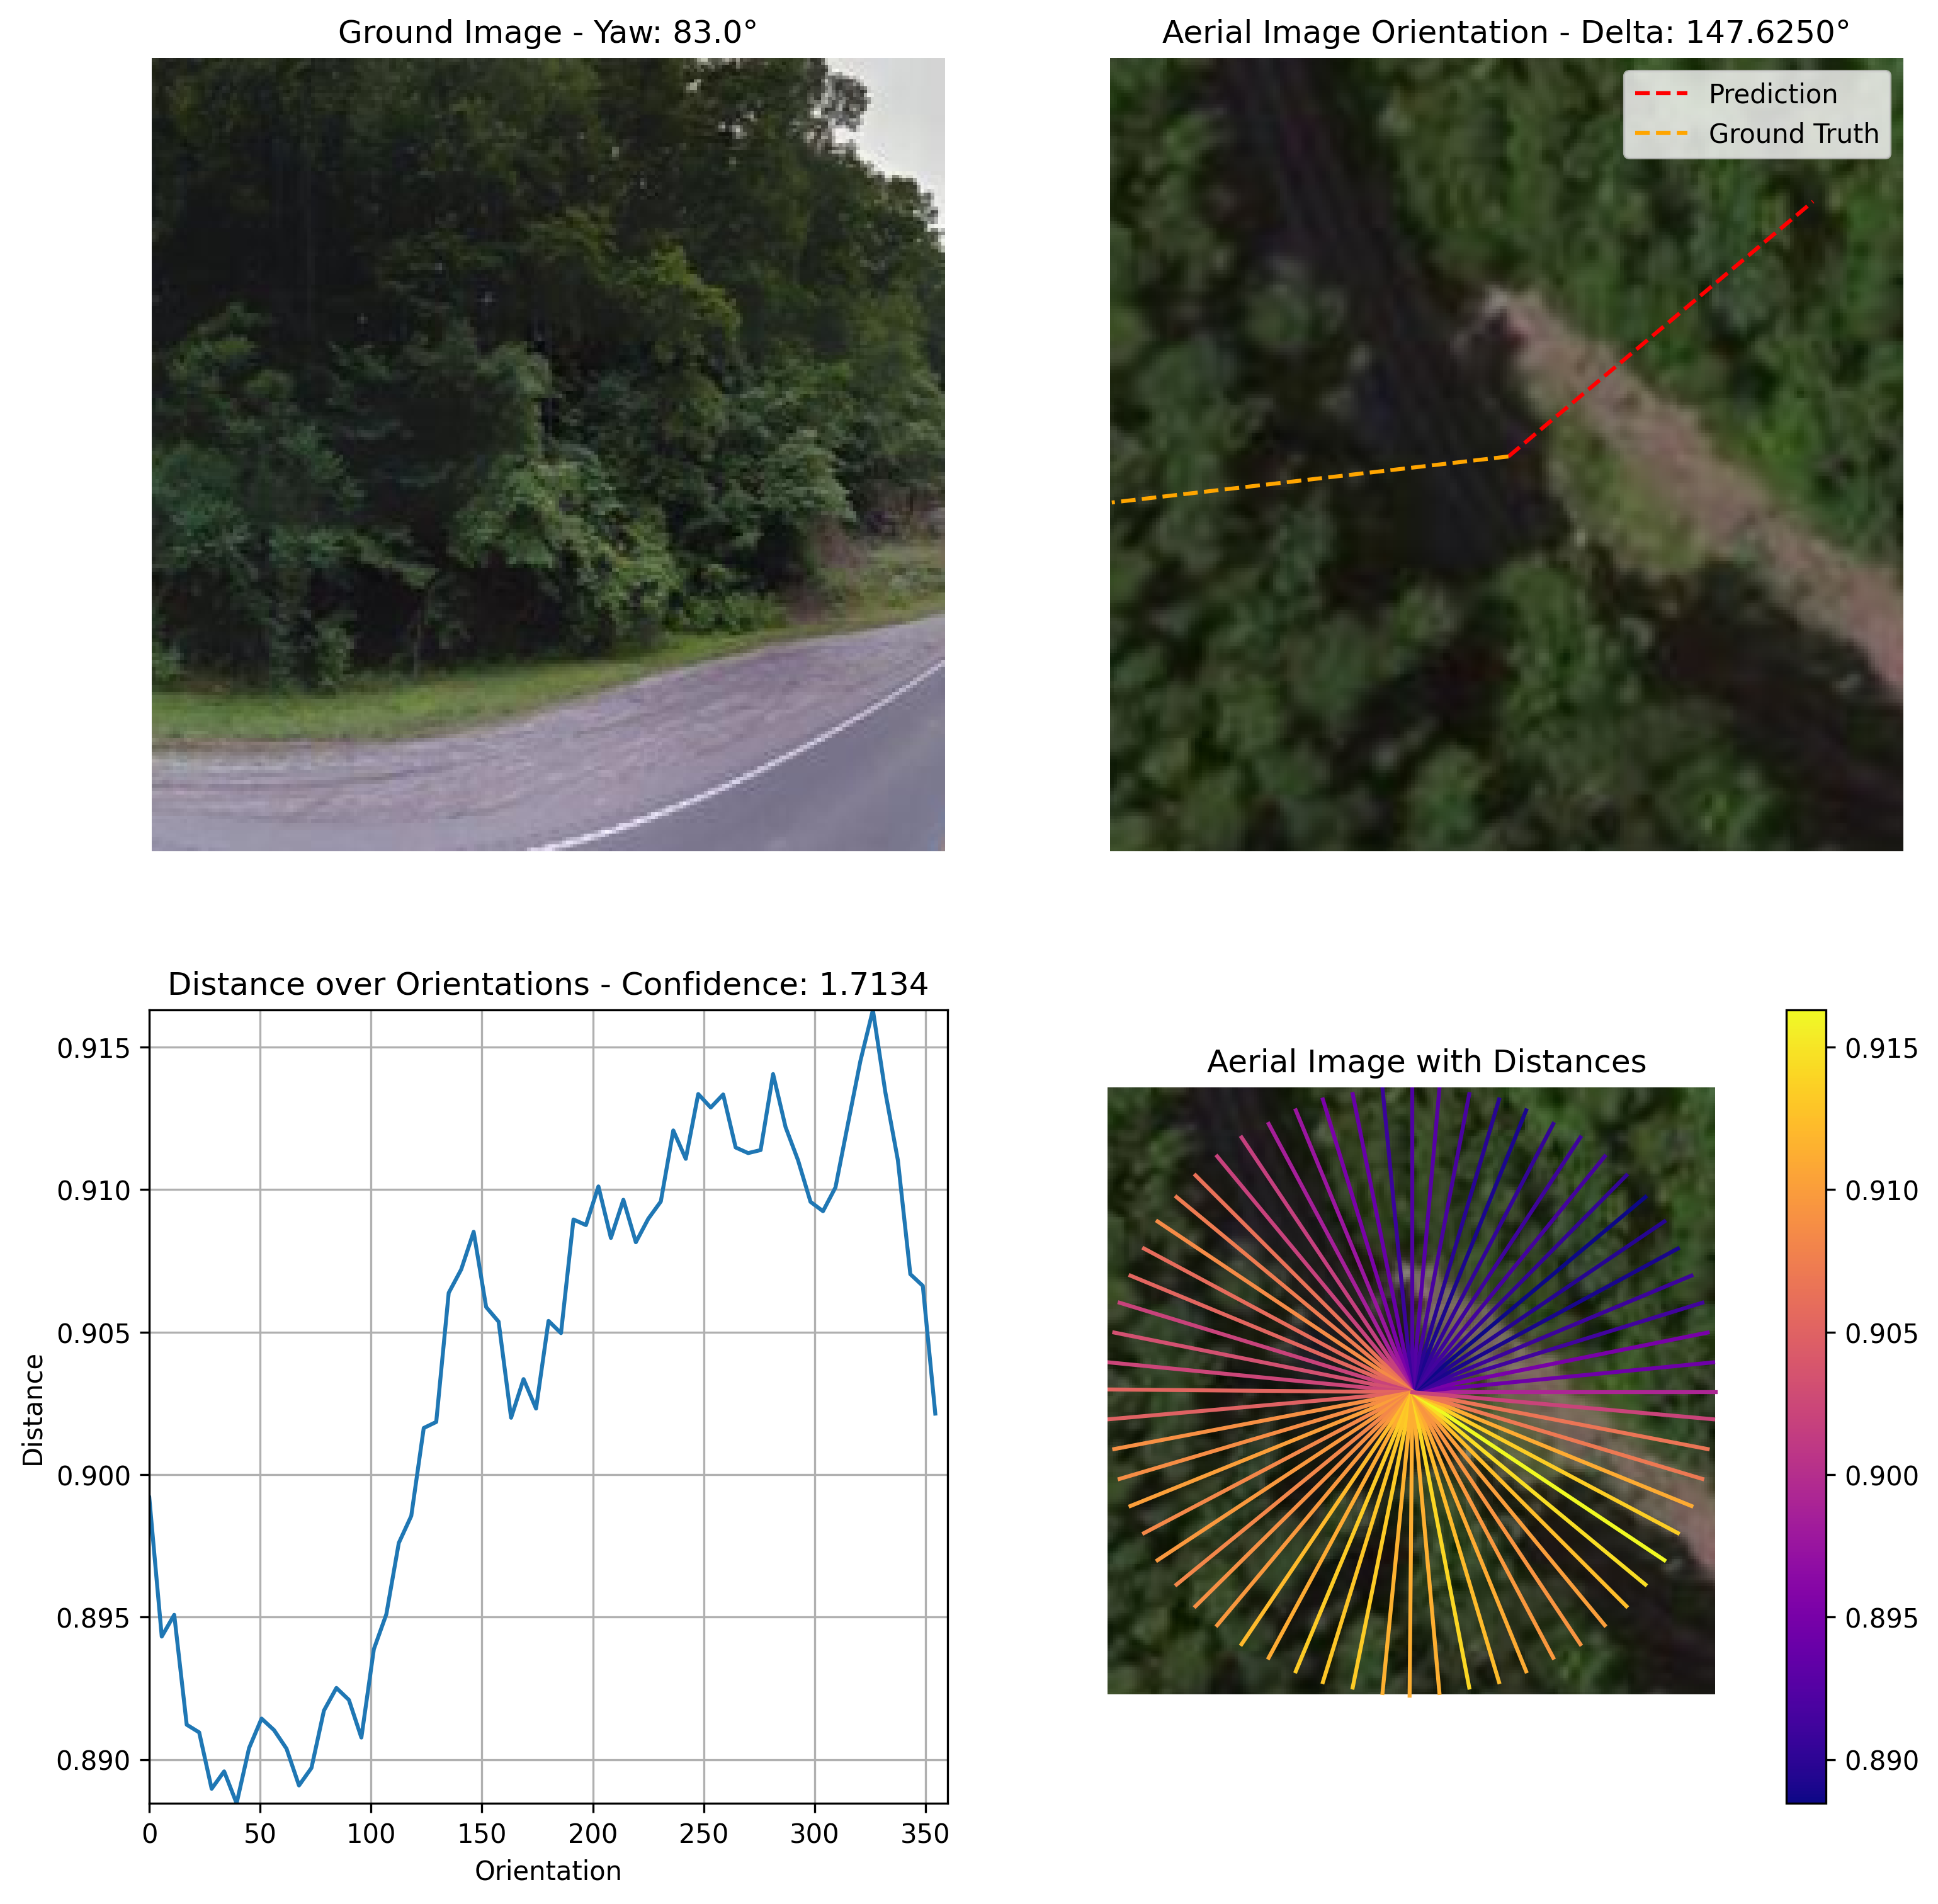 Ground Image - Yaw: 83.0°
Aerial Image Orientation - Delta: 147.6250°
Prediction
Ground Truth
Distance over Orientations - Confidence: 1.7134
0.915
0.910
0.905
0.900
0.895
0.890
Distance
0 50 100 150 200 250 300 350
Orientation
Aerial Image with Distances
0.915
0.910
0.905
0.900
0.895
0.890